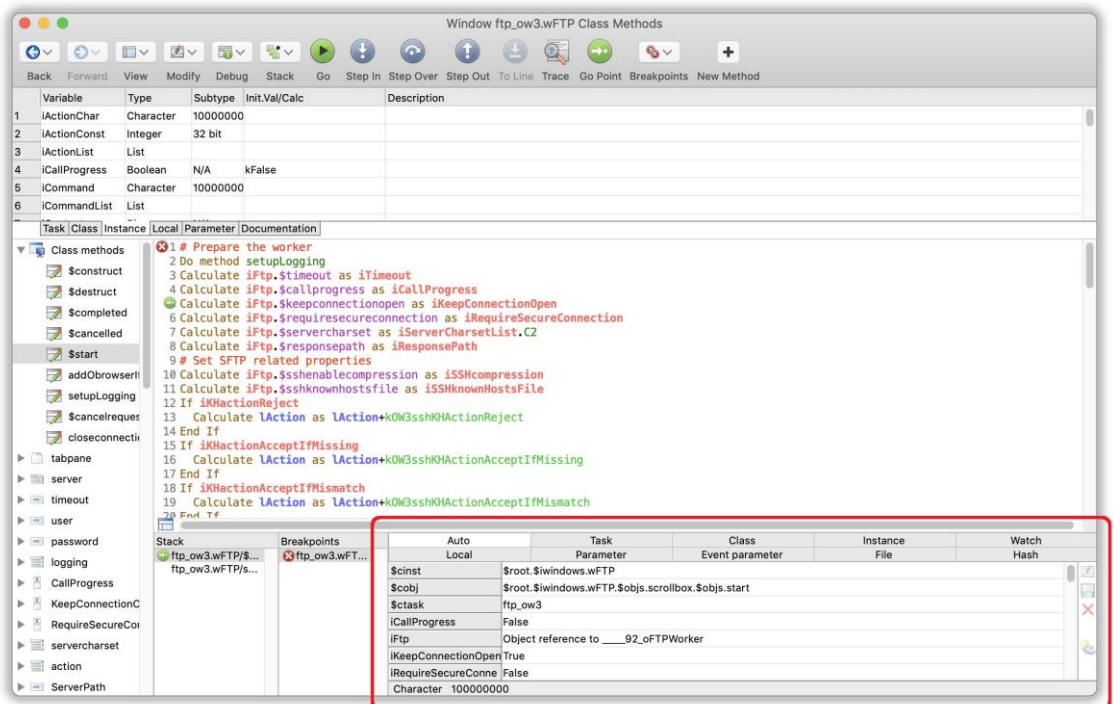 Window ftp_ow3.wFTP Class Methods
Back Forward View Modify Debug Stack Go Step In Step Over Step Out To Line Trace Go Point Breakpoints New Method
Variable Type Subtype Init.Val/Calc Description
1 iActionChar Character 10000000
2 iActionConst Integer 32 bit
3 iActionList List
4 iCallProgress Boolean N/A kFalse
5 iCommand Character 10000000
6 iCommandList List
Task Class Instance Local Parameter Documentation
Class methods
$construct
$destruct
$completed
$cancelled
$start
addObrowserIt
setupLogging
$cancelreques
closeconnecti
tabpane
server
timeout
user
password
logging
CallProgress
KeepConnectionO
RequireSecureCon
servercharset
action
ServerPath
1 # Prepare the worker
2 Do method setupLogging
3 Calculate iFtp.$timeout as iTimeout
4 Calculate iFtp.$callprogress as iCallProgress
Calculate iFtp.$keepconnectionopen as iKeepConnectionOpen
6 Calculate iFtp.$requiresecureconnection as iRequireSecureConnection
7 Calculate iFtp.$servercharset as iServerCharsetList.C2
8 Calculate iFtp.$responsepath as iResponsePath
9 # Set SFTP related properties
10 Calculate iFtp.$sshenablecompression as iSSHcompression
11 Calculate iFtp.$sshknownhostsfile as iSSHknownHostsFile
12 If iKHactionReject
13 Calculate lAction as lAction+kOW3sshKHActionReject
14 End If
15 If iKHactionAcceptIfMissing
16 Calculate lAction as lAction+kOW3sshKHActionAcceptIfMissing
17 End If
18 If iKHactionAcceptIfMismatch
19 Calculate lAction as lAction+kOW3sshKHActionAcceptIfMismatch
20 End If
Stack
ftp_ow3.wFTP/$...
ftp_ow3.wFTP/s...
Breakpoints
ftp_ow3.wFT...
Auto Task Class Instance Watch
Local Parameter Event parameter File Hash
$cinst $root.$iwindows.wFTP
$cobj $root.$iwindows.wFTP.$objs.scrollbox.$objs.start
$ctask ftp_ow3
iCallProgress False
iFtp Object reference to ____92_oFTPWorker
iKeepConnectionOpen True
iRequireSecureConne False
Character 100000000